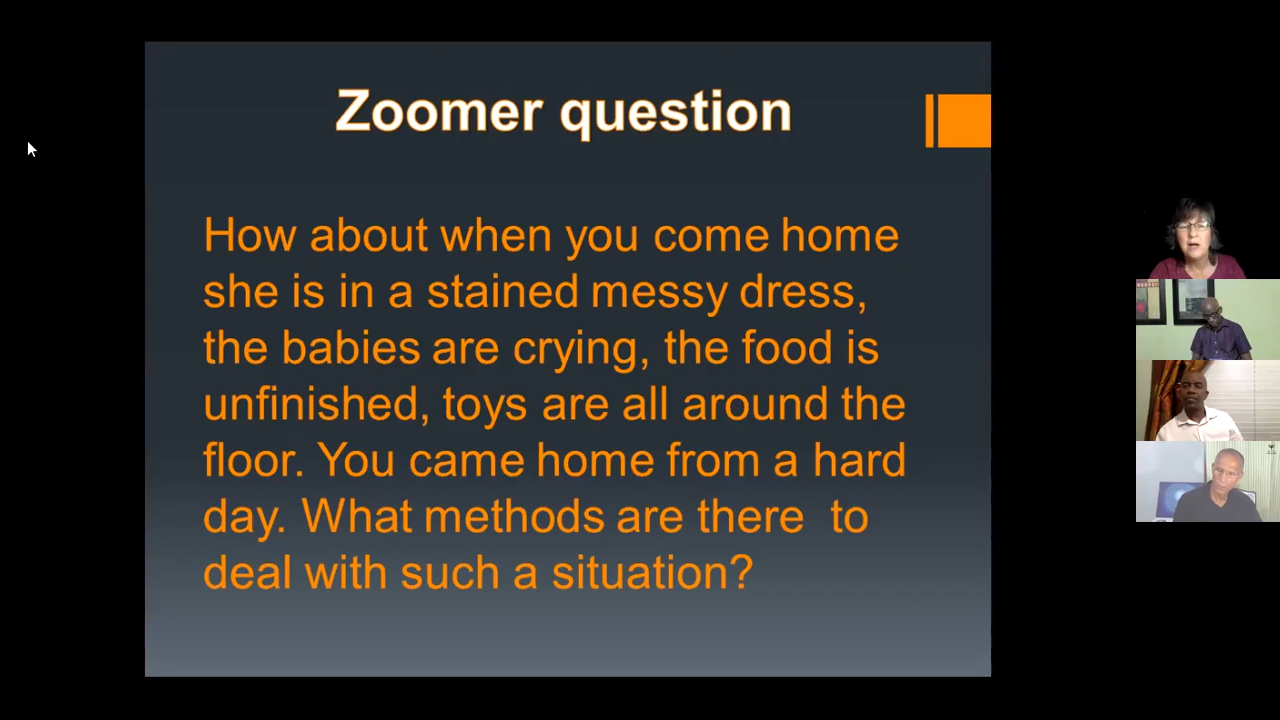 Zoomer question
How about when you come home
she is in a stained messy dress,
the babies are crying, the food is
unfinished, toys are all around the
floor. You came home from a hard
day. What methods are there  to
deal with such a situation?